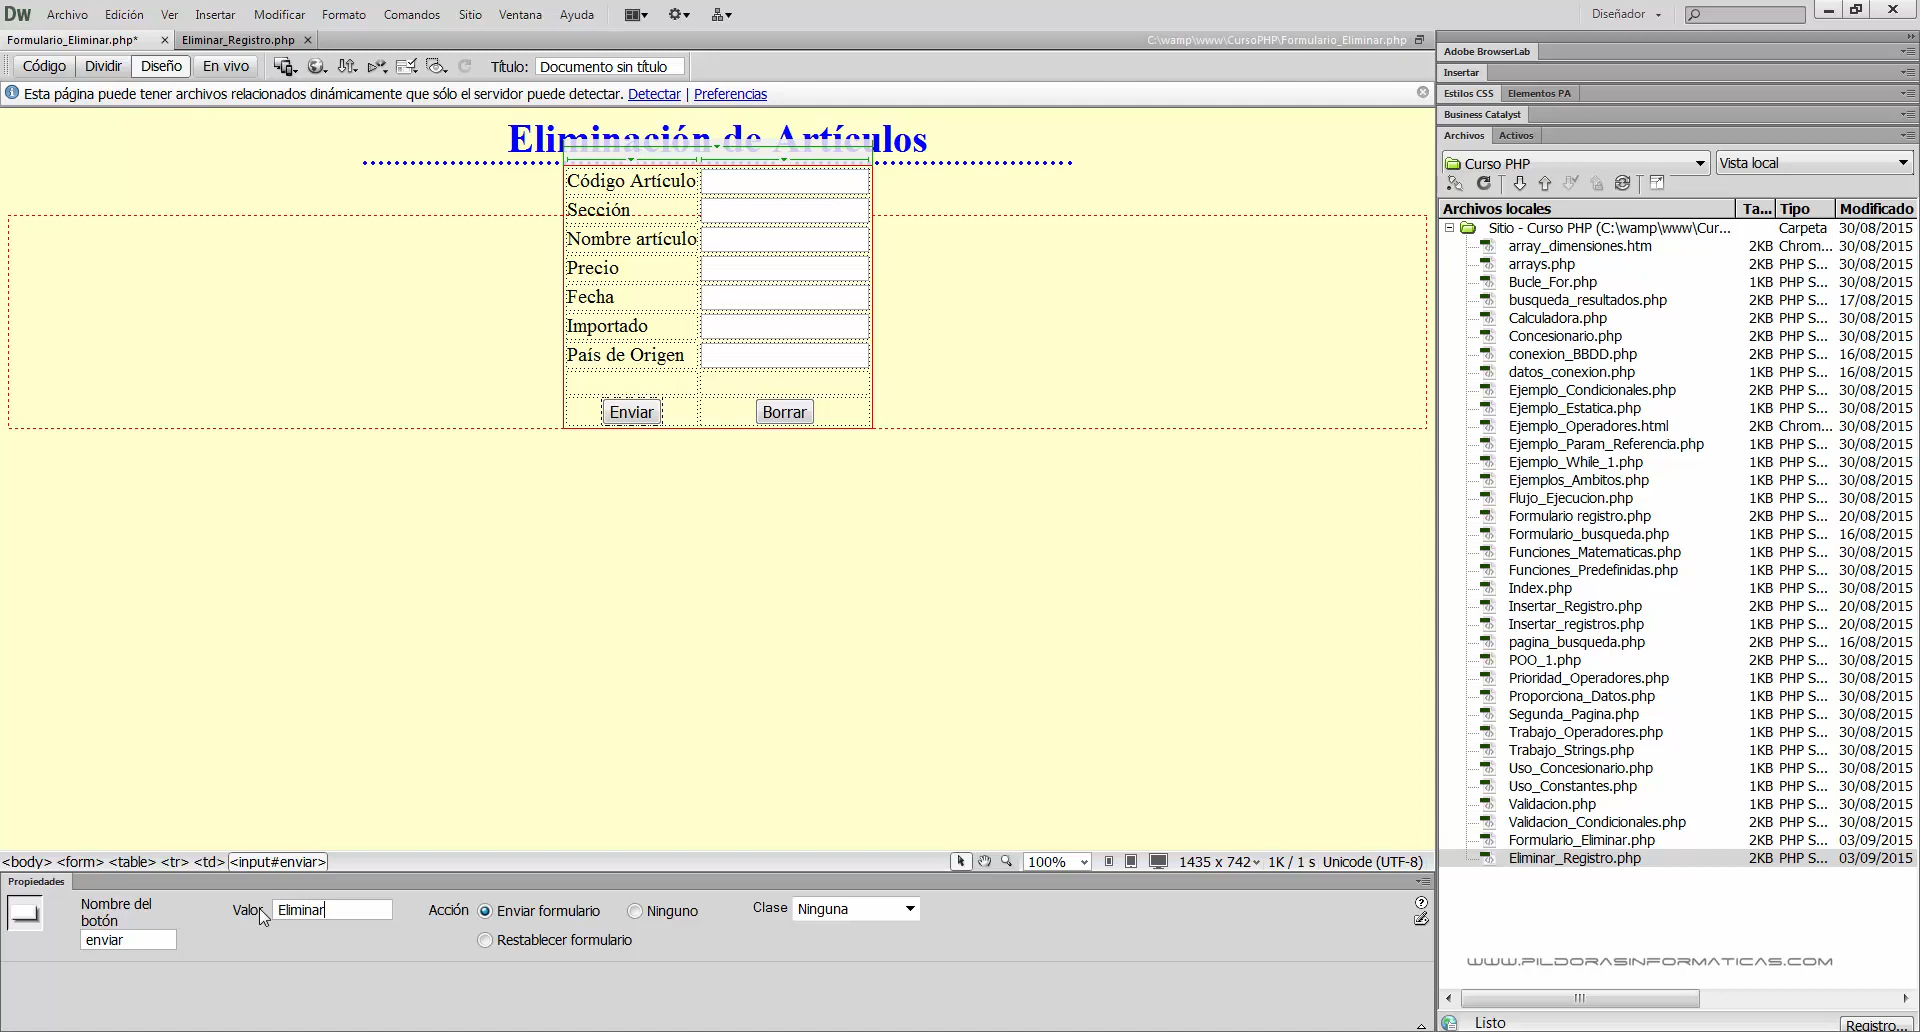 Dw Archivo Edición Ver Insertar Modificar Formato Comandos Sitio Ventana Ayuda Diseñador
Formulario_Eliminar.php* Eliminar_Registro.php C:\wamp\www\CursoPHP\Formulario_Eliminar.php
Código Dividir Diseño En vivo Título: Documento sin título
Esta página puede tener archivos relacionados dinámicamente que sólo el servidor puede detectar. Detectar | Preferencias
Eliminación de Artículos
Código Artículo
Sección
Nombre artículo
Precio
Fecha
Importado
País de Origen
Enviar Borrar
<body> <form> <table> <tr> <td> <input#enviar> 100% 1435 x 742 1K / 1 s Unicode (UTF-8)
Propiedades
Nombre del botón
enviar
Valor Eliminar
Acción Enviar formulario Ninguno
Restablecer formulario
Clase Ninguna
Adobe BrowserLab
Insertar
Estilos CSS Elementos PA
Business Catalyst
Archivos Activos
Curso PHP Vista local
Archivos locales Ta... Tipo Modificado
Sitio - Curso PHP (C:\wamp\www\Cur... Carpeta 30/08/2015
array_dimensiones.htm 2KB Chrom... 30/08/2015
arrays.php 2KB PHP S... 30/08/2015
Bucle_For.php 1KB PHP S... 30/08/2015
busqueda_resultados.php 2KB PHP S... 17/08/2015
Calculadora.php 2KB PHP S... 30/08/2015
Concesionario.php 2KB PHP S... 30/08/2015
conexion_BBDD.php 2KB PHP S... 16/08/2015
datos_conexion.php 1KB PHP S... 16/08/2015
Ejemplo_Condicionales.php 2KB PHP S... 30/08/2015
Ejemplo_Estatica.php 1KB PHP S... 30/08/2015
Ejemplo_Operadores.html 2KB Chrom... 30/08/2015
Ejemplo_Param_Referencia.php 1KB PHP S... 30/08/2015
Ejemplo_While_1.php 1KB PHP S... 30/08/2015
Ejemplos_Ambitos.php 1KB PHP S... 30/08/2015
Flujo_Ejecucion.php 1KB PHP S... 30/08/2015
Formulario registro.php 2KB PHP S... 20/08/2015
Formulario_busqueda.php 1KB PHP S... 16/08/2015
Funciones_Matematicas.php 1KB PHP S... 30/08/2015
Funciones_Predefinidas.php 1KB PHP S... 30/08/2015
Index.php 1KB PHP S... 30/08/2015
Insertar_Registro.php 2KB PHP S... 20/08/2015
Insertar_registros.php 1KB PHP S... 20/08/2015
pagina_busqueda.php 2KB PHP S... 16/08/2015
POO_1.php 2KB PHP S... 30/08/2015
Prioridad_Operadores.php 1KB PHP S... 30/08/2015
Proporciona_Datos.php 1KB PHP S... 30/08/2015
Segunda_Pagina.php 1KB PHP S... 30/08/2015
Trabajo_Operadores.php 1KB PHP S... 30/08/2015
Trabajo_Strings.php 1KB PHP S... 30/08/2015
Uso_Concesionario.php 1KB PHP S... 30/08/2015
Uso_Constantes.php 1KB PHP S... 30/08/2015
Validacion.php 1KB PHP S... 30/08/2015
Validacion_Condicionales.php 2KB PHP S... 30/08/2015
Formulario_Eliminar.php 2KB PHP S... 03/09/2015
Eliminar_Registro.php 2KB PHP S... 03/09/2015
WWW.PILDORASINFORMATICAS.COM
Listo Registro...